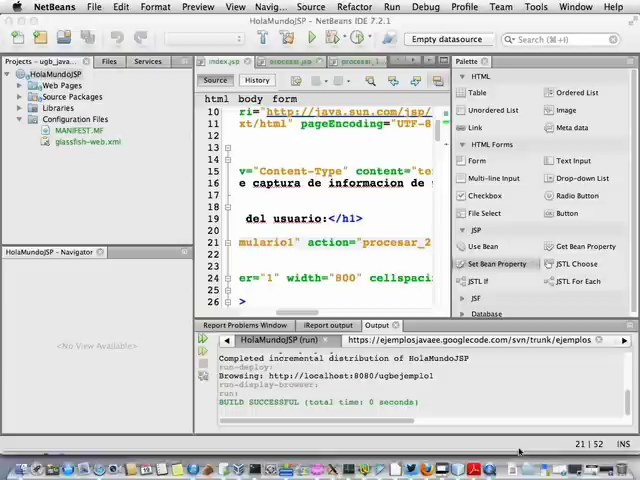 NetBeans File Edit Format Preview View Navigate Source Refactor Run Debug Profile Team Tools Window Help
HolaMundoJSP – NetBeans IDE 7.2.1
Empty datasource
Search (⌘+I)
Projects – ugb_java...
Files
Services
index.jsp
Palette
HolaMundoJSP
Web Pages
Source Packages
Libraries
Configuration Files
MANIFEST.MF
glassfish-web.xml
Source
History
html body form
10 ri="http://java.sun.com/jsp/
11 xt/html" pageEncoding="UTF-8
12
13
14
15 v="Content-Type" content="te
16 e captura de informacion de
17
18
19 del usuario:</h1>
20
21 mulario1" action="procesar_2
22
23
24 er="1" width="800" cellspaci
25
26 >
HTML
Table
Ordered List
Unordered List
Image
Link
Meta data
HTML Forms
Form
Text Input
Multi-line Input
Drop-down List
Checkbox
Radio Button
File Select
Button
JSP
Use Bean
Get Bean Property
Set Bean Property
JSTL Choose
JSTL If
JSTL For Each
JSF
Database
HolaMundoJSP – Navigator
<No View Available>
Report Problems Window
iReport output
Output
HolaMundoJSP (run)
https://ejemplosjavaee.googlecode.com/svn/trunk/ejemplos
Completed incremental distribution of HolaMundoJSP
run-deploy:
Browsing: http://localhost:8080/ugbejemplo1
run-display-browser:
run:
BUILD SUCCESSFUL (total time: 0 seconds)
21 | 52 INS